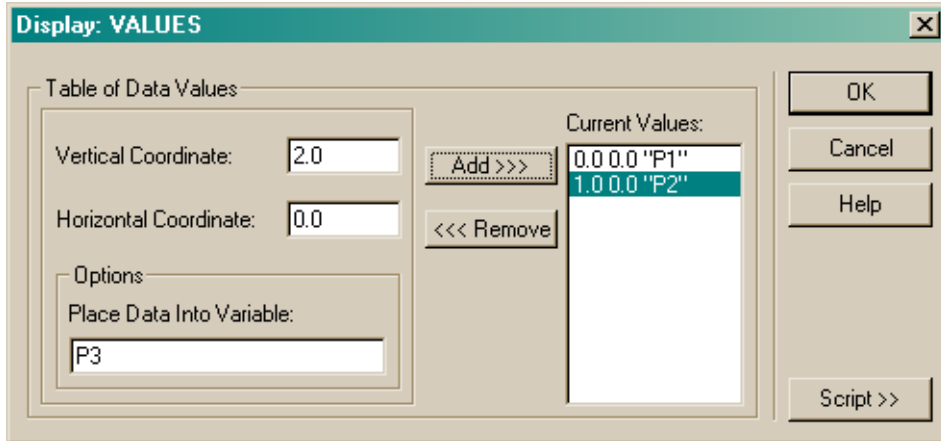 Display: VALUES
Table of Data Values
Vertical Coordinate: 2.0
Horizontal Coordinate: 0.0
Options
Place Data Into Variable:
P3
Add >>>
<<< Remove
Current Values:
0.0 0.0 "P1"
1.0 0.0 "P2"
OK
Cancel
Help
Script >>